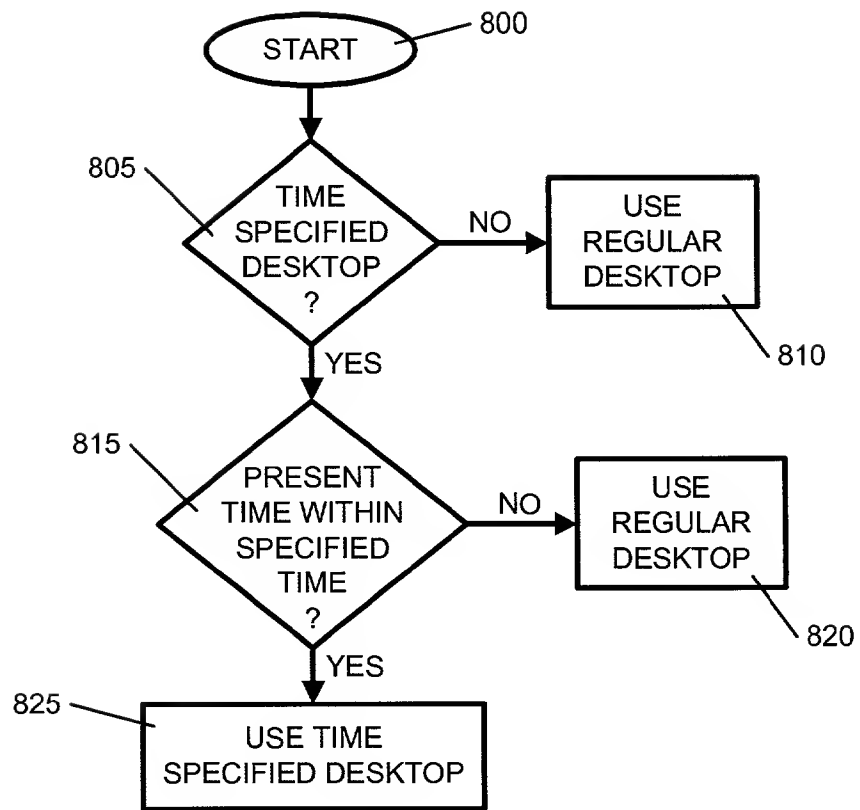 800
START
805
TIME
SPECIFIED
DESKTOP
?
NO
USE
REGULAR
DESKTOP
810
YES
815
PRESENT
TIME WITHIN
SPECIFIED
TIME
?
NO
USE
REGULAR
DESKTOP
820
YES
825
USE TIME
SPECIFIED DESKTOP